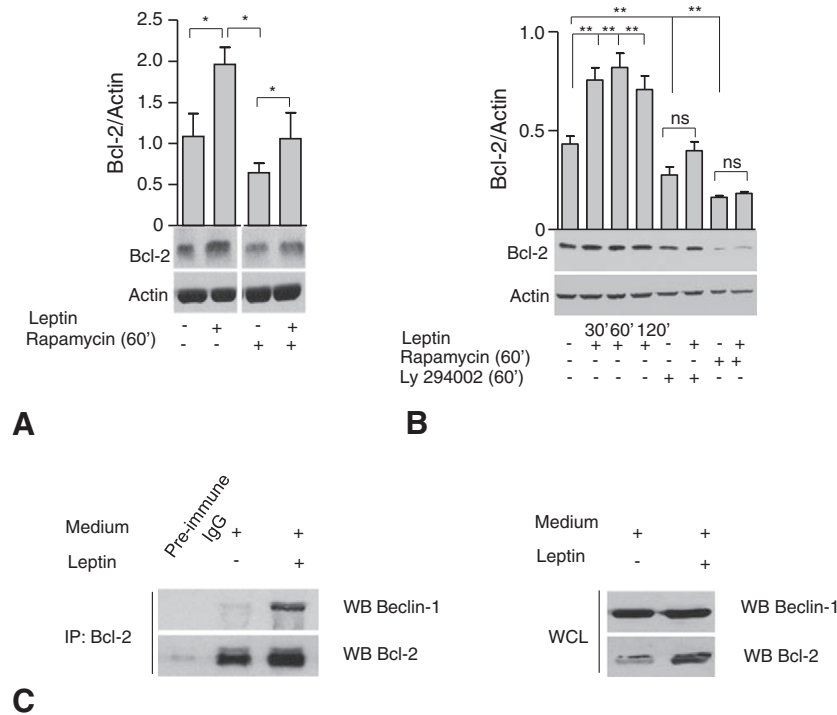 2.5
2.0
1.5
1.0
0.5
0
Bcl-2/Actin
* *
*
Bcl-2
Actin
Leptin - + - +
Rapamycin (60') - - + +
A
** **
** ** **
1.0
0.5
0
Bcl-2/Actin
ns
ns
Bcl-2
Actin
30' 60' 120'
Leptin - + + + - + - +
Rapamycin (60') - - - - - - + +
Ly 294002 (60') - - - - + + - -
B
Pre-immune
IgG
Medium + +
Leptin - +
IP: Bcl-2
WB Beclin-1
WB Bcl-2
Medium + +
Leptin - +
WCL
WB Beclin-1
WB Bcl-2
C